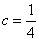 c = 1/4